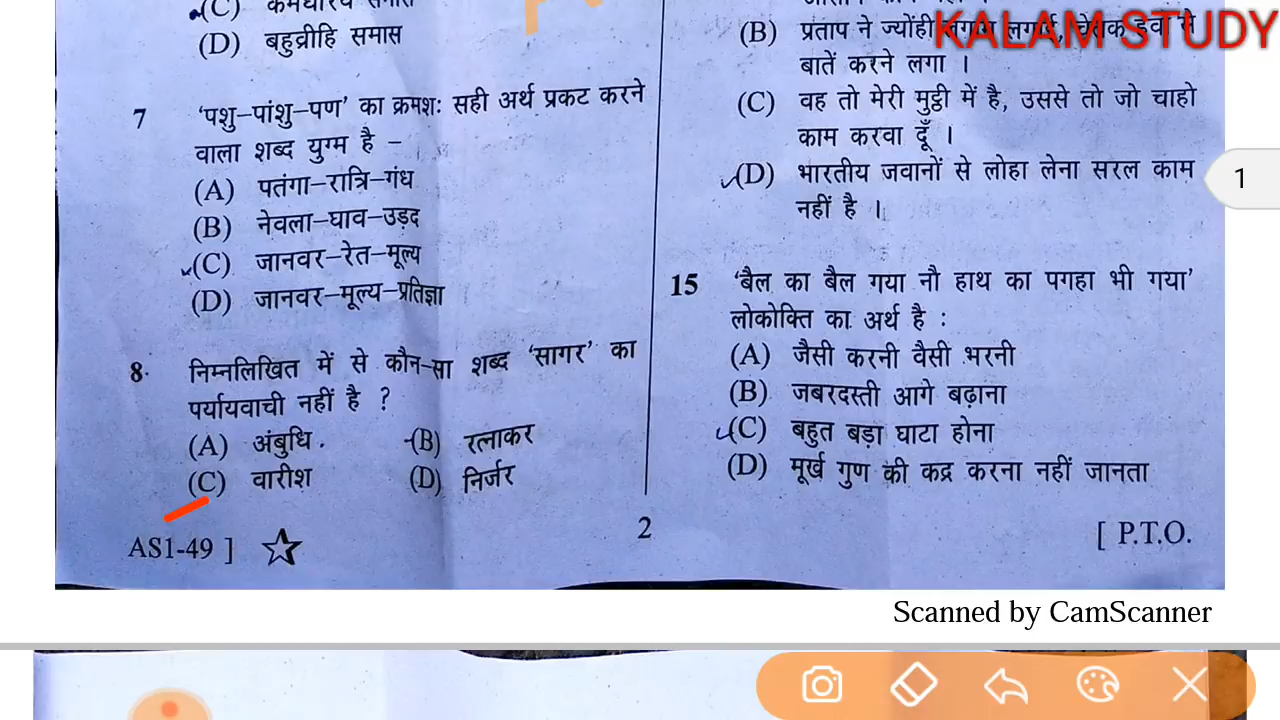 (C)
(D) बहुव्रीहि समास
7 'पशु–पांशु–पण' का क्रमशः सही अर्थ प्रकट करने
वाला शब्द युग्म है –
(A) पतंगा–रात्रि–गंध
(B) नेवला–घाव–उड़द
(C) जानवर–रेत–मूल्य
(D) जानवर–मूल्य–प्रतिज्ञा
8. निम्नलिखित में से कौन–सा शब्द 'सागर' का
पर्यायवाची नहीं है ?
(A) अंबुधि . (B) रत्नाकर
(C) वारीश (D) निर्जर
AS1-49 ]
(B) प्रताप ने ज्योंही
बातें करने लगा ।
(C) वह तो मेरी मुट्ठी में है, उससे तो जो चाहो
काम करवा दूँ ।
(D) भारतीय जवानों से लोहा लेना सरल काम
नहीं है ।
15 'बैल का बैल गया नौ हाथ का पगहा भी गया'
लोकोक्ति का अर्थ है :
(A) जैसी करनी वैसी भरनी
(B) जबरदस्ती आगे बढ़ाना
(C) बहुत बड़ा घाटा होना
(D) मूर्ख गुण की कद्र करना नहीं जानता
2
[ P.T.O.
KALAM STUDY
1
Scanned by CamScanner